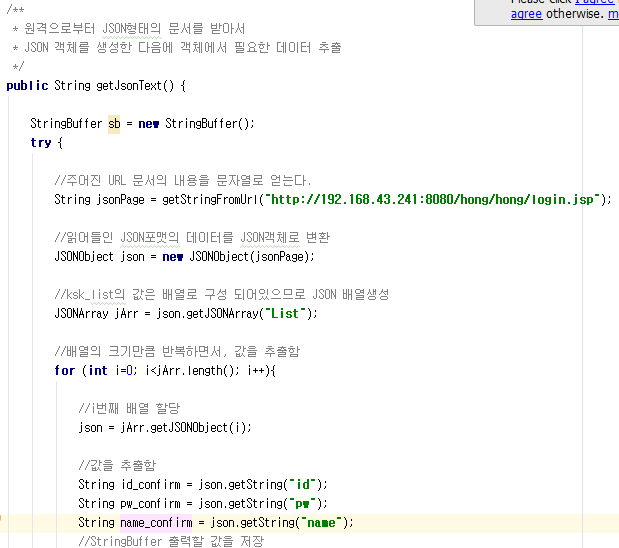 Please click I agree
agree otherwise. m
/**
 * 원격으로부터 JSON형태의 문서를 받아서
 * JSON 객체를 생성한 다음에 객체에서 필요한 데이터 추출
 */
public String getJsonText() {
StringBuffer sb = new StringBuffer();
try {
//주어진 URL 문서의 내용을 문자열로 얻는다.
String jsonPage = getStringFromUrl("http://192.168.43.241:8080/hong/hong/login.jsp");
//읽어들인 JSON포맷의 데이터를 JSON객체로 변환
JSONObject json = new JSONObject(jsonPage);
//ksk_list의 값은 배열로 구성 되어있으므로 JSON 배열생성
JSONArray jArr = json.getJSONArray("List");
//배열의 크기만큼 반복하면서, 값을 추출함
for (int i=0; i<jArr.length(); i++){
//i번째 배열 할당
json = jArr.getJSONObject(i);
//값을 추출함
String id_confirm = json.getString("id");
String pw_confirm = json.getString("pw");
String name_confirm = json.getString("name");
//StringBuffer 출력할 값을 저장